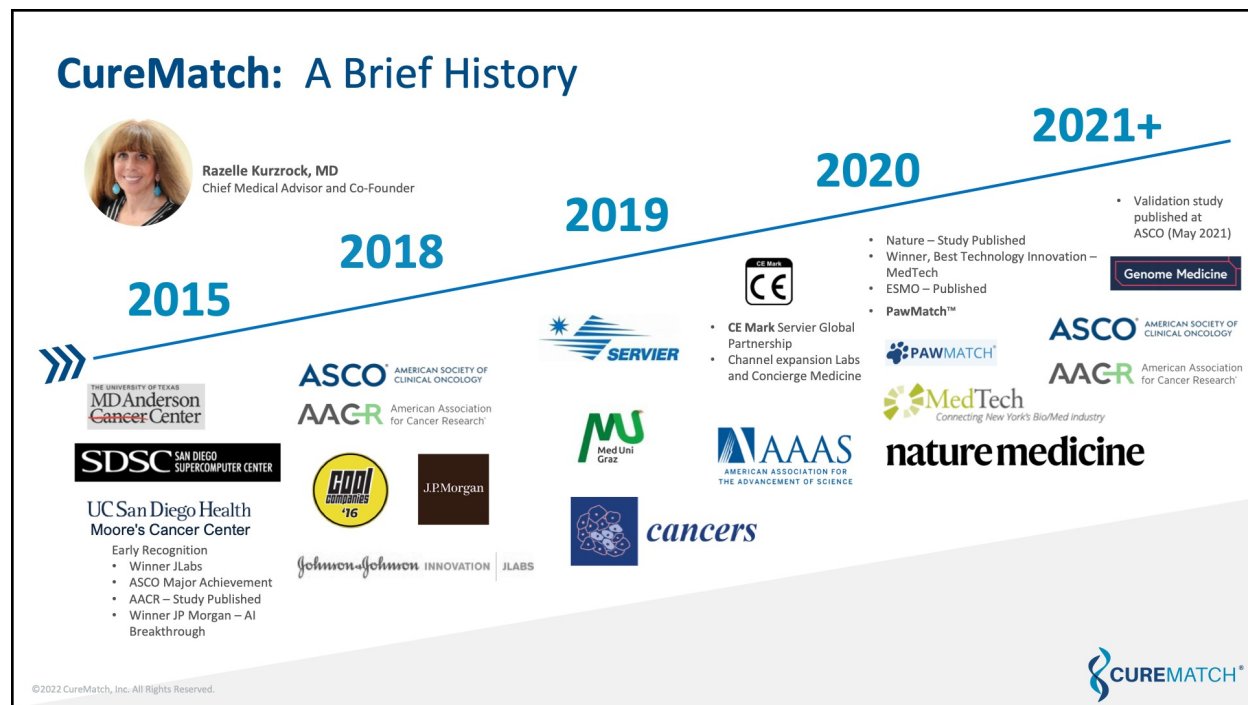 CureMatch: A Brief History
Razelle Kurzrock, MD
Chief Medical Advisor and Co-Founder
2015
THE UNIVERSITY OF TEXAS
MD Anderson
Cancer Center
SDSC SAN DIEGO
SUPERCOMPUTER CENTER
UC San Diego Health
Moore's Cancer Center
Early Recognition
• Winner JLabs
• ASCO Major Achievement
• AACR – Study Published
• Winner JP Morgan – AI
Breakthrough
2018
ASCO® AMERICAN SOCIETY OF
CLINICAL ONCOLOGY
AACR American Association
for Cancer Research®
cool
companies
'16
J.P.Morgan
Johnson & Johnson INNOVATION | JLABS
2019
SERVIER
CE Mark
CE
• CE Mark Servier Global
Partnership
• Channel expansion Labs
and Concierge Medicine
Med Uni
Graz
AAAS
AMERICAN ASSOCIATION FOR
THE ADVANCEMENT OF SCIENCE
cancers
2020
• Nature – Study Published
• Winner, Best Technology Innovation –
MedTech
• ESMO – Published
• PawMatch™
PAWMATCH®
MedTech
Connecting New York's Bio/Med Industry
nature medicine
2021+
• Validation study
published at
ASCO (May 2021)
Genome Medicine
ASCO® AMERICAN SOCIETY OF
CLINICAL ONCOLOGY
AACR American Association
for Cancer Research®
©2022 CureMatch, Inc. All Rights Reserved.
CUREMATCH®